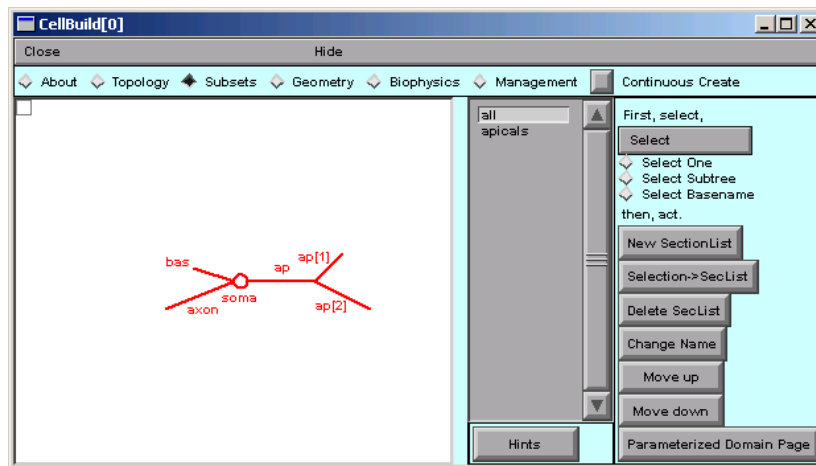 CellBuild[0]
Close Hide
About Topology Subsets Geometry Biophysics Management Continuous Create
all
apicals
First, select,
Select
Select One
Select Subtree
Select Basename
then, act.
New SectionList
Selection->SecList
Delete SecList
Change Name
Move up
Move down
Parameterized Domain Page
Hints
bas
ap
ap[1]
soma
axon
ap[2]